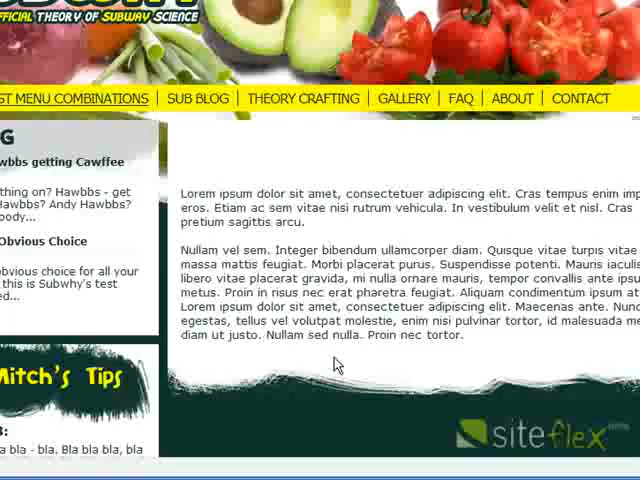 OFFICIAL THEORY OF SUBWAY SCIENCE
ST MENU COMBINATIONS | SUB BLOG | THEORY CRAFTING | GALLERY | FAQ | ABOUT | CONTACT
G
wbbs getting Cawffee
thing on? Hawbbs - get
Hawbbs? Andy Hawbbs?
body...
Obvious Choice
obvious choice for all your
this is Subwhy's test
ed...
Mitch's Tips
3:
la bla - bla. Bla bla bla, bla
Lorem ipsum dolor sit amet, consectetuer adipiscing elit. Cras tempus enim imp
eros. Etiam ac sem vitae nisi rutrum vehicula. In vestibulum velit et nisl. Cras
pretium sagittis arcu.
Nullam vel sem. Integer bibendum ullamcorper diam. Quisque vitae turpis vitae
massa mattis feugiat. Morbi placerat purus. Suspendisse potenti. Mauris iaculis
libero vitae placerat gravida, mi nulla ornare mauris, tempor convallis ante ipsu
metus. Proin in risus nec erat pharetra feugiat. Aliquam condimentum ipsum at
Lorem ipsum dolor sit amet, consectetuer adipiscing elit. Maecenas ante. Nunc
egestas, tellus vel volutpat molestie, enim nisi pulvinar tortor, id malesuada me
diam ut justo. Nullam sed nulla. Proin nec tortor.
siteflex